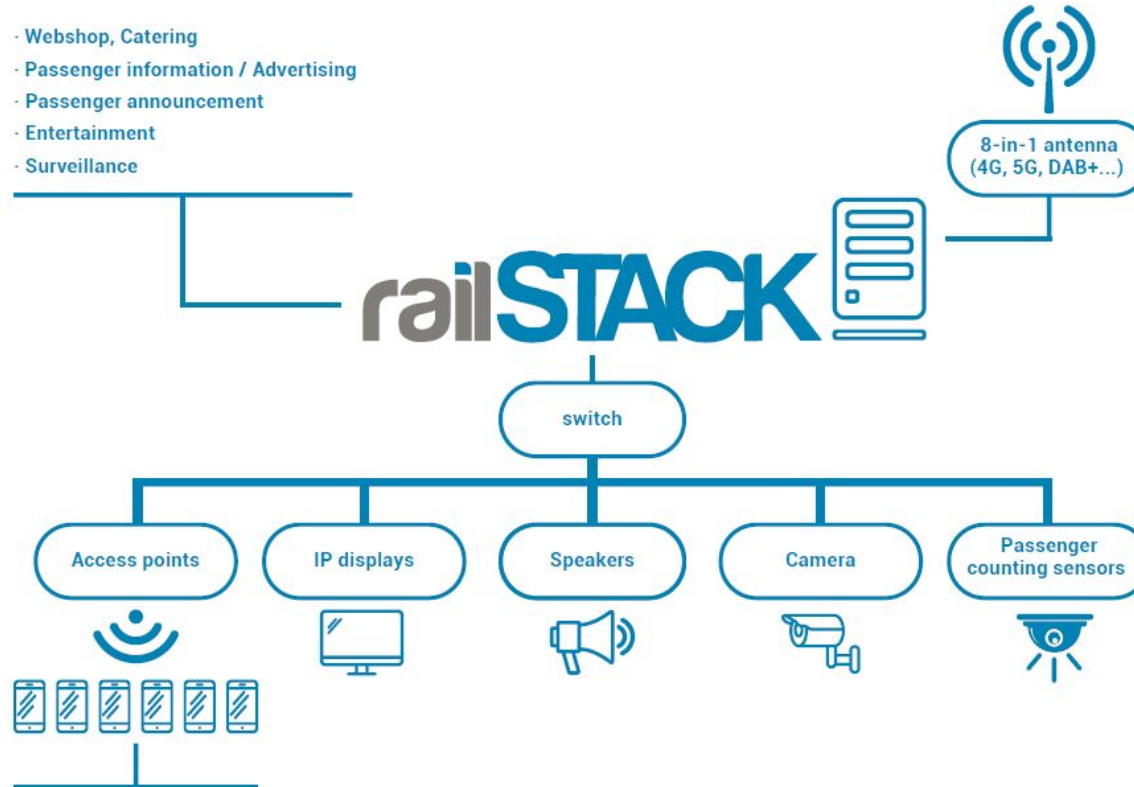 · Webshop, Catering
· Passenger information / Advertising
· Passenger announcement
· Entertainment
· Surveillance
8-in-1 antenna
(4G, 5G, DAB+...)
railSTACK
switch
Access points
IP displays
Speakers
Camera
Passenger
counting sensors